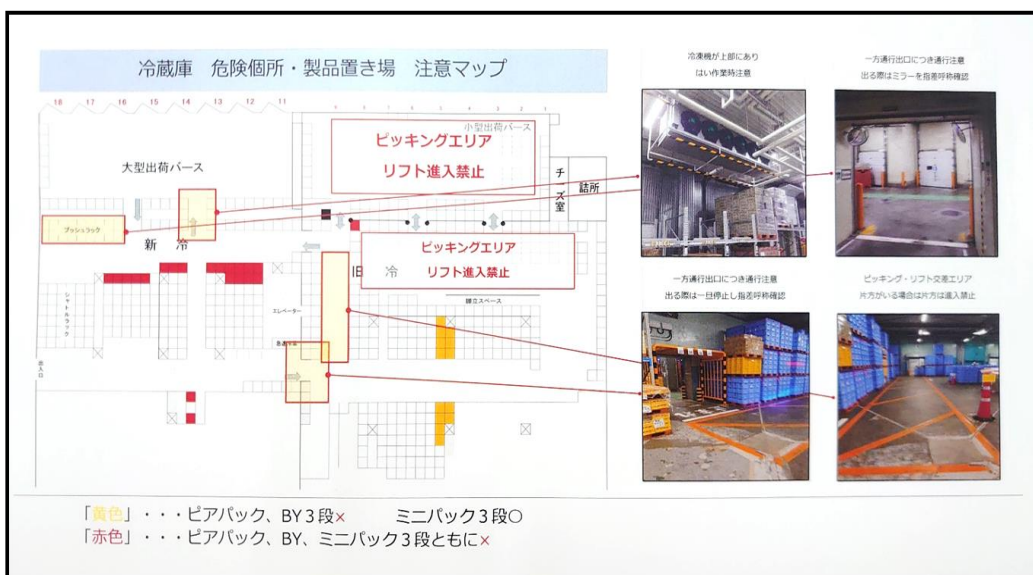 冷蔵庫 危険個所・製品置き場 注意マップ
18 17 16 15 14 13 12 11
小型出荷バース
ピッキングエリア
リフト進入禁止
大型出荷バース
チーズ室
詰所
プッシュラック
新 冷
ピッキングエリア
旧 冷 リフト進入禁止
シャトルラック
エレベーター
冷凍機が上部にあり
はい作業時注意
一方通行出口につき通行注意
出る際はミラーを指差呼称確認
一方通行出口につき通行注意
出る際は一旦停止し指差呼称確認
ピッキング・リフト交差エリア
片方がいる場合は片方は進入禁止
「黄色」・・・ピアパック、BY3段× ミニパック3段○
「赤色」・・・ピアパック、BY、ミニパック3段ともに×